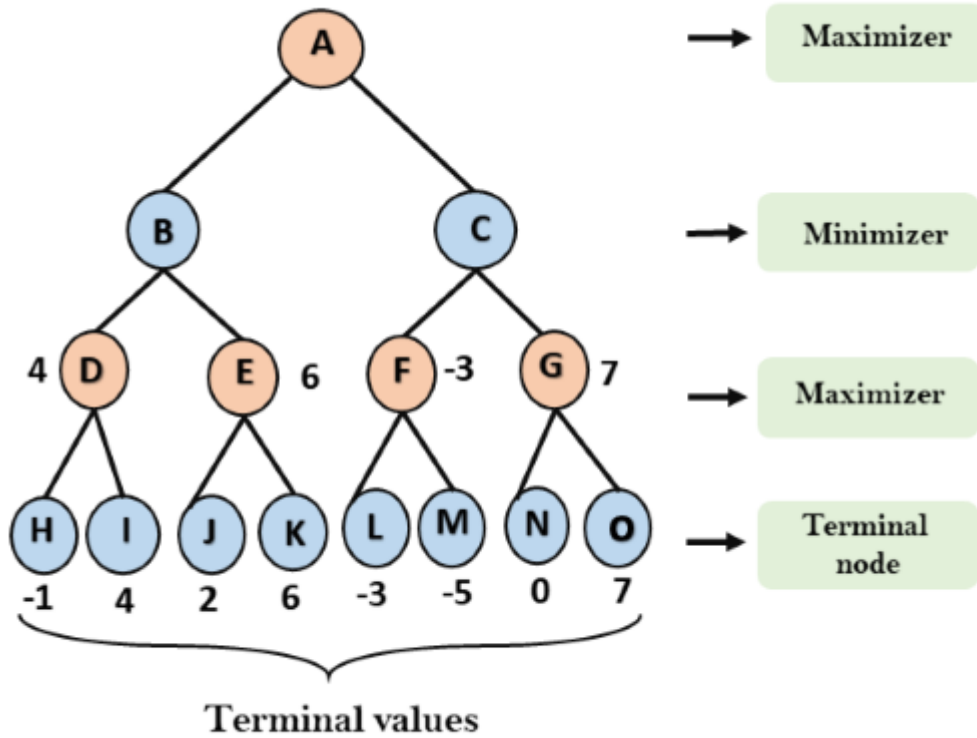 A
Maximizer
B
C
Minimizer
4 D
E 6
F -3
G 7
Maximizer
H I J K L M N O
Terminal
node
-1 4 2 6 -3 -5 0 7
Terminal values